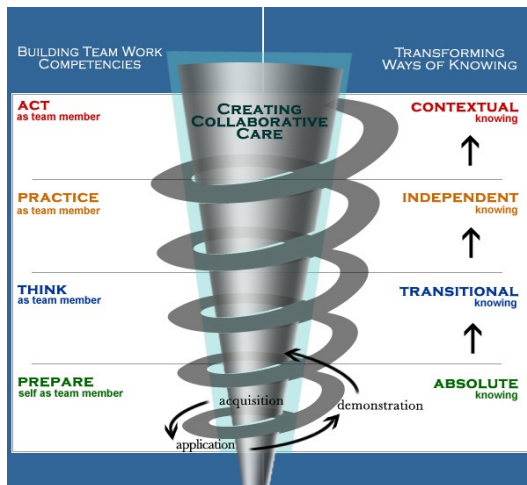 BUILDING TEAM WORK
COMPETENCIES
TRANSFORMING
WAYS OF KNOWING
CREATING
COLLABORATIVE
CARE
ACT
as team member
CONTEXTUAL
knowing
PRACTICE
as team member
INDEPENDENT
knowing
THINK
as team member
TRANSITIONAL
knowing
PREPARE
self as team member
ABSOLUTE
knowing
acquisition
demonstration
application